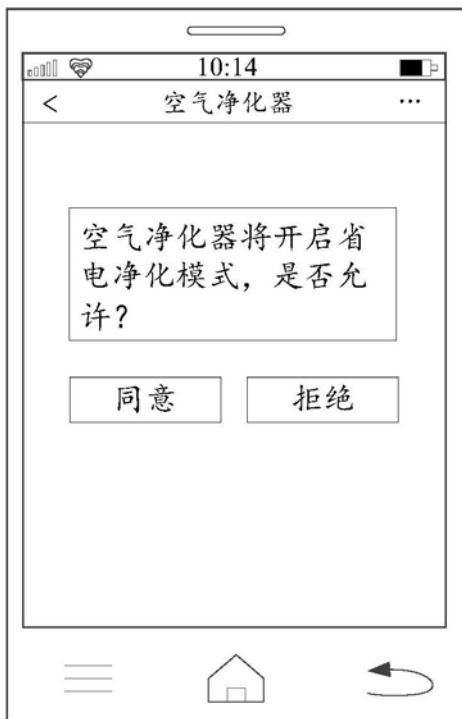 10:14
< 空气净化器 ···
空气净化器将开启省
电净化模式，是否允
许？
同意 拒绝